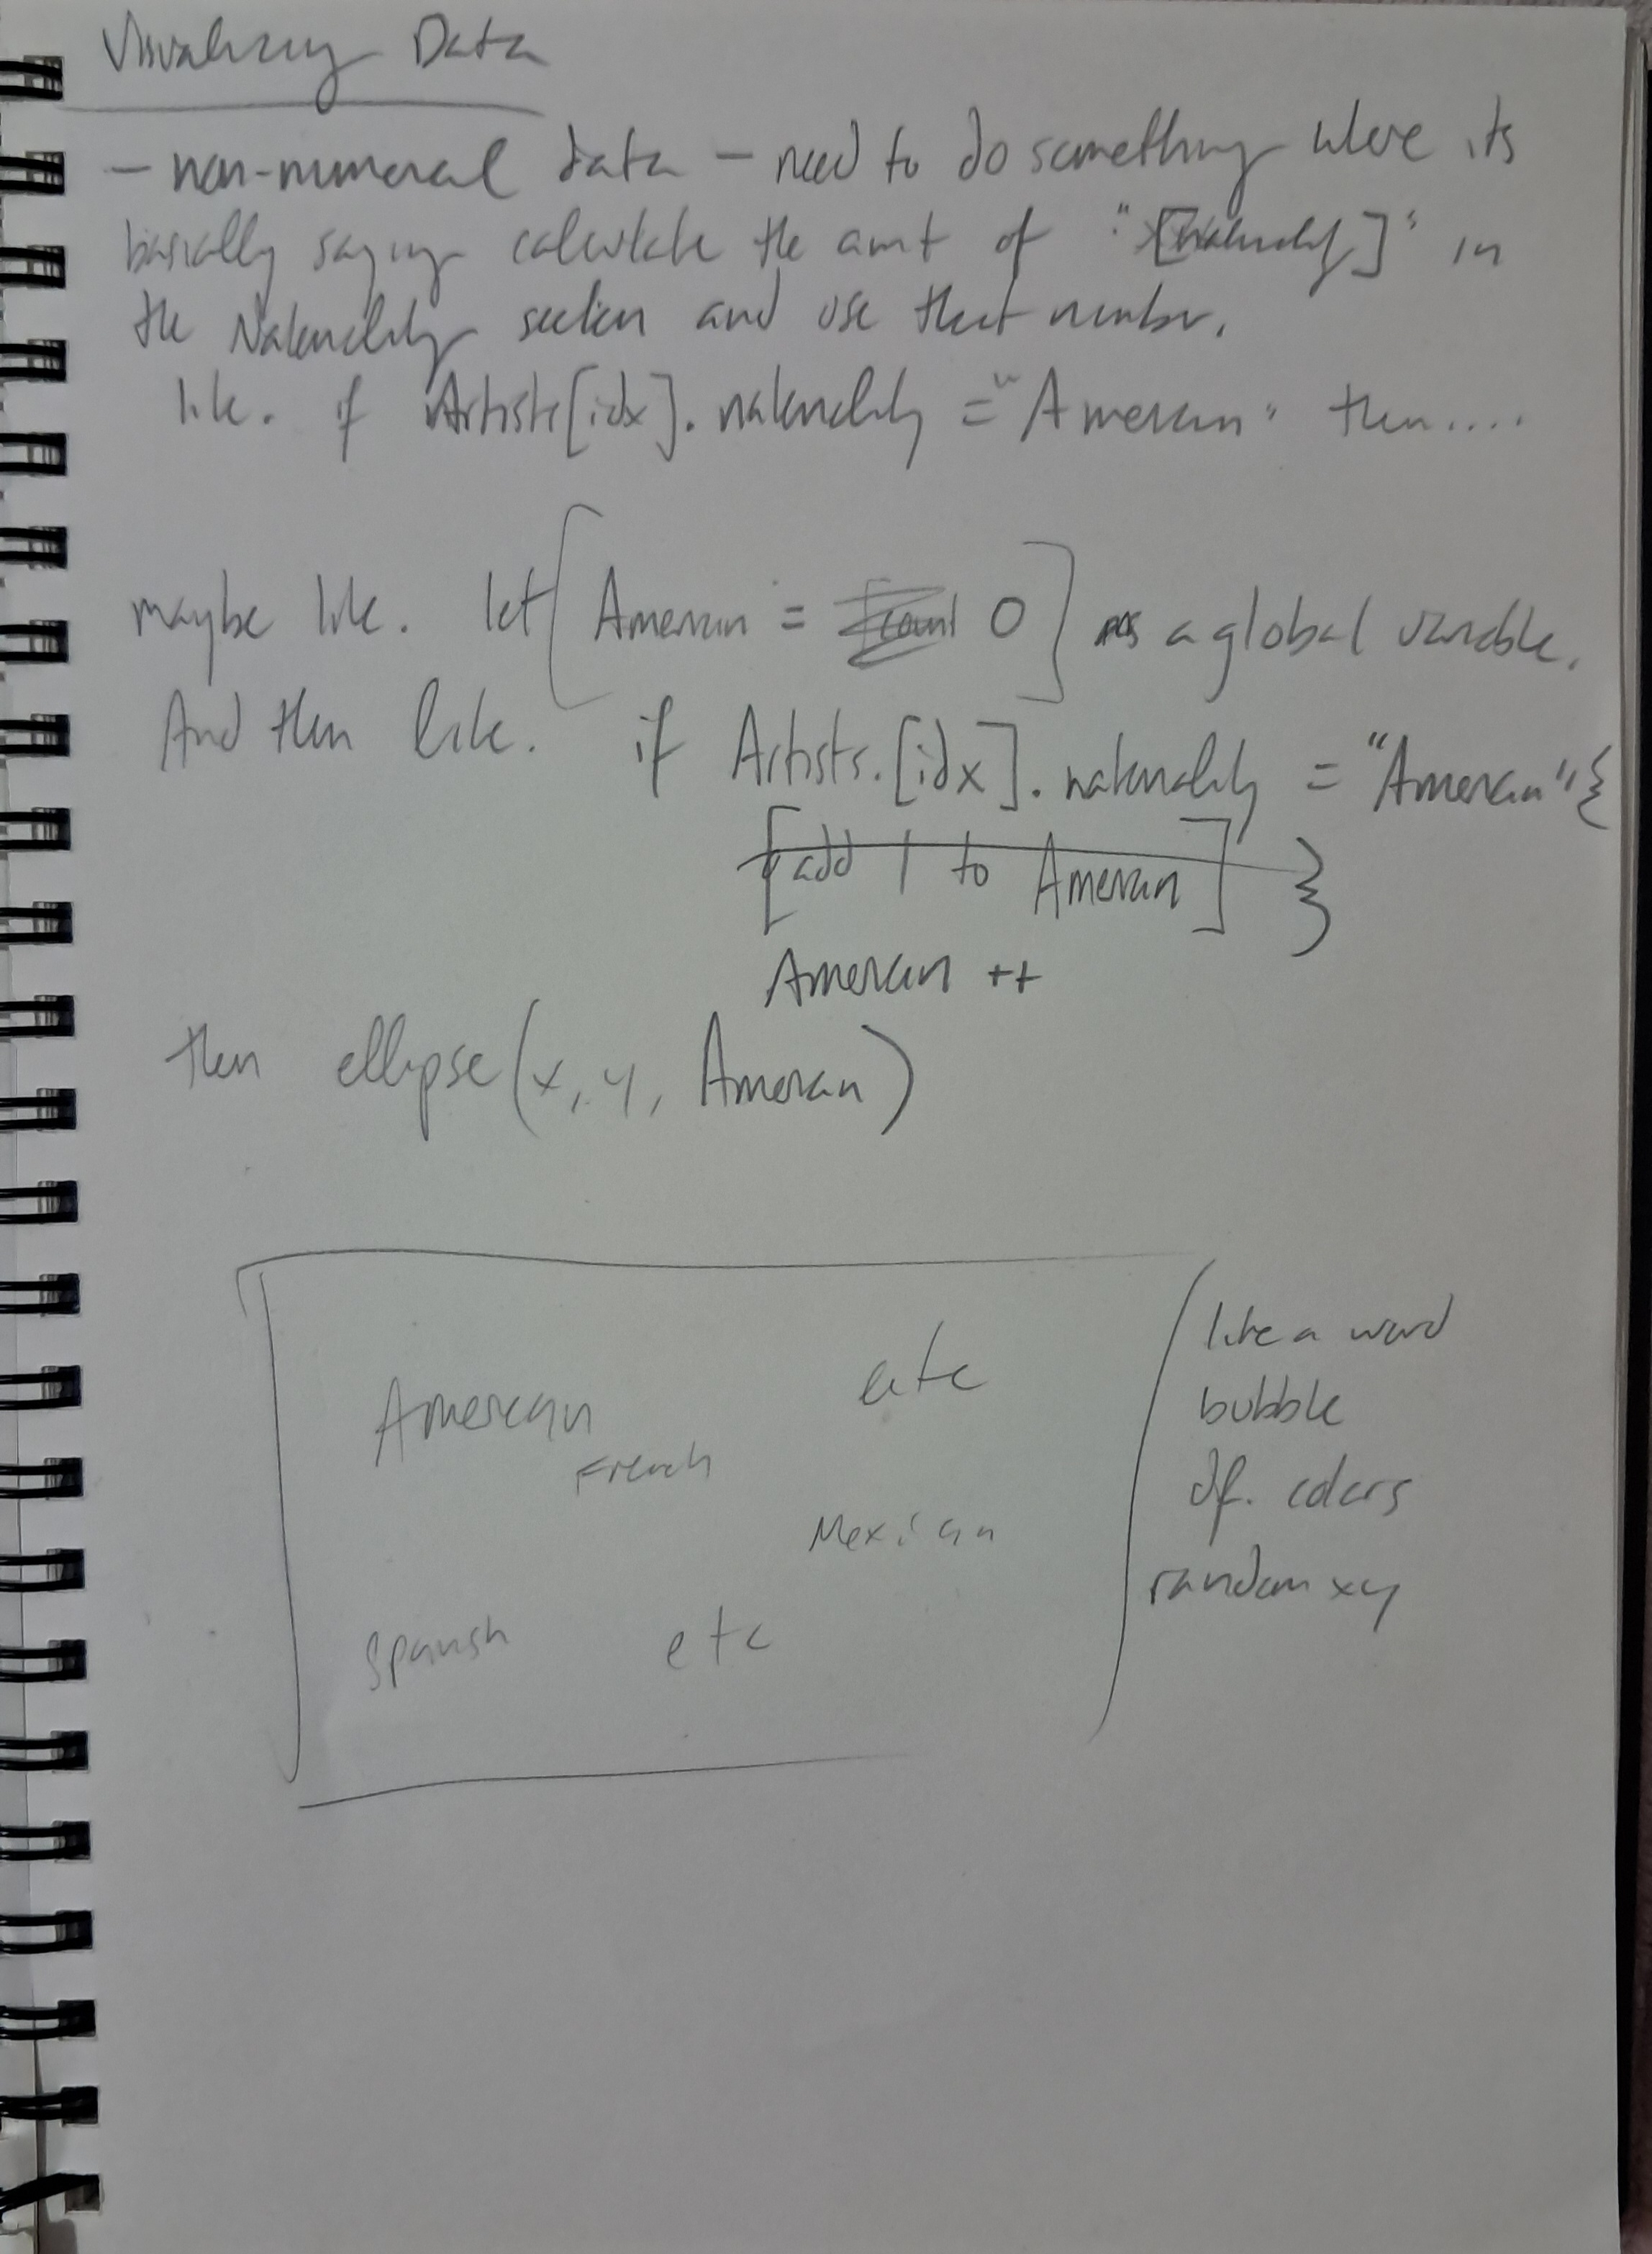 Visualizing Data
- non-numeral data - need to do something where its
basically saying calculate the amt of "[nationality]" in
the Nationality section and use that number.
like. if Artists[idx].nationality = "American" then....
maybe like. let [American = count 0] as a global variable.
And then like. if Artists.[idx].nationality = "American" {
[add 1 to American] }
American ++
then ellipse(x, y, American)
American
etc
French
Mexican
Spanish
etc
like a word
bubble
df. colors
random xy